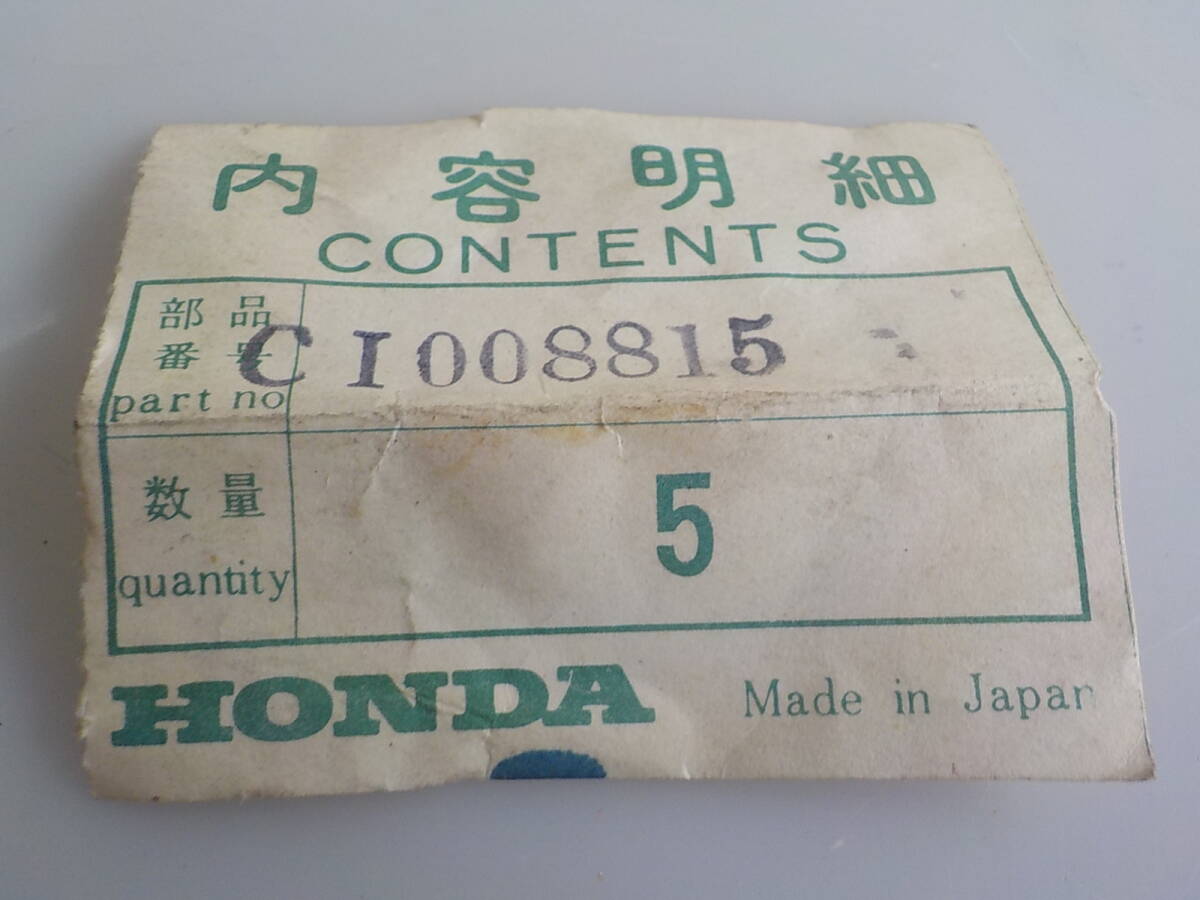 内容明細
CONTENTS
部品
番号
part no
CI008815
数量
quantity
5
HONDA
Made in Japan